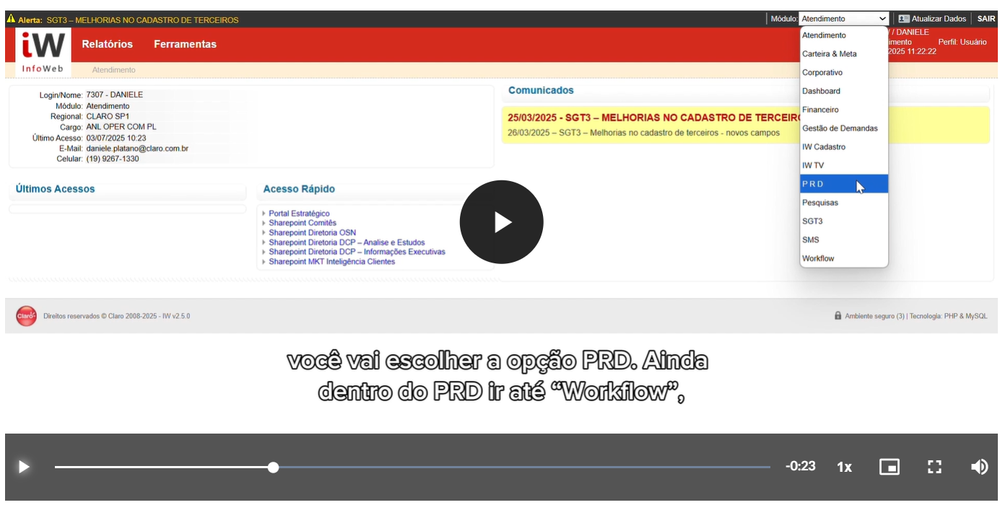 Alerta: SGT3 – MELHORIAS NO CADASTRO DE TERCEIROS
Módulo: Atendimento
Atualizar Dados
SAIR
iW
InfoWeb
Relatórios
Ferramentas
/ DANIELE
Perfil: Usuário
2025 11:22:22
Atendimento
Atendimento
Carteira & Meta
Corporativo
Dashboard
Financeiro
Gestão de Demandas
IW Cadastro
IW TV
P R D
Pesquisas
SGT3
SMS
Workflow
Login/Nome: 7307 - DANIELE
Módulo: Atendimento
Regional: CLARO SP1
Cargo: ANL OPER COM PL
Último Acesso: 03/07/2025 10:23
E-Mail: daniele.platano@claro.com.br
Celular: (19) 9267-1330
Comunicados
25/03/2025 - SGT3 – MELHORIAS NO CADASTRO DE TERCEIR
26/03/2025 – SGT3 – Melhorias no cadastro de terceiros - novos campos
Últimos Acessos
Acesso Rápido
Portal Estratégico
Sharepoint Comitês
Sharepoint Diretoria OSN
Sharepoint Diretoria DCP – Analise e Estudos
Sharepoint Diretoria DCP – Informações Executivas
Sharepoint MKT Inteligência Clientes
Claro
Direitos reservados © Claro 2008-2025 - IW v2.5.0
Ambiente seguro (3) | Tecnologia: PHP & MySQL
você vai escolher a opção PRD. Ainda
dentro do PRD ir até “Workflow”,
-0:23
1x